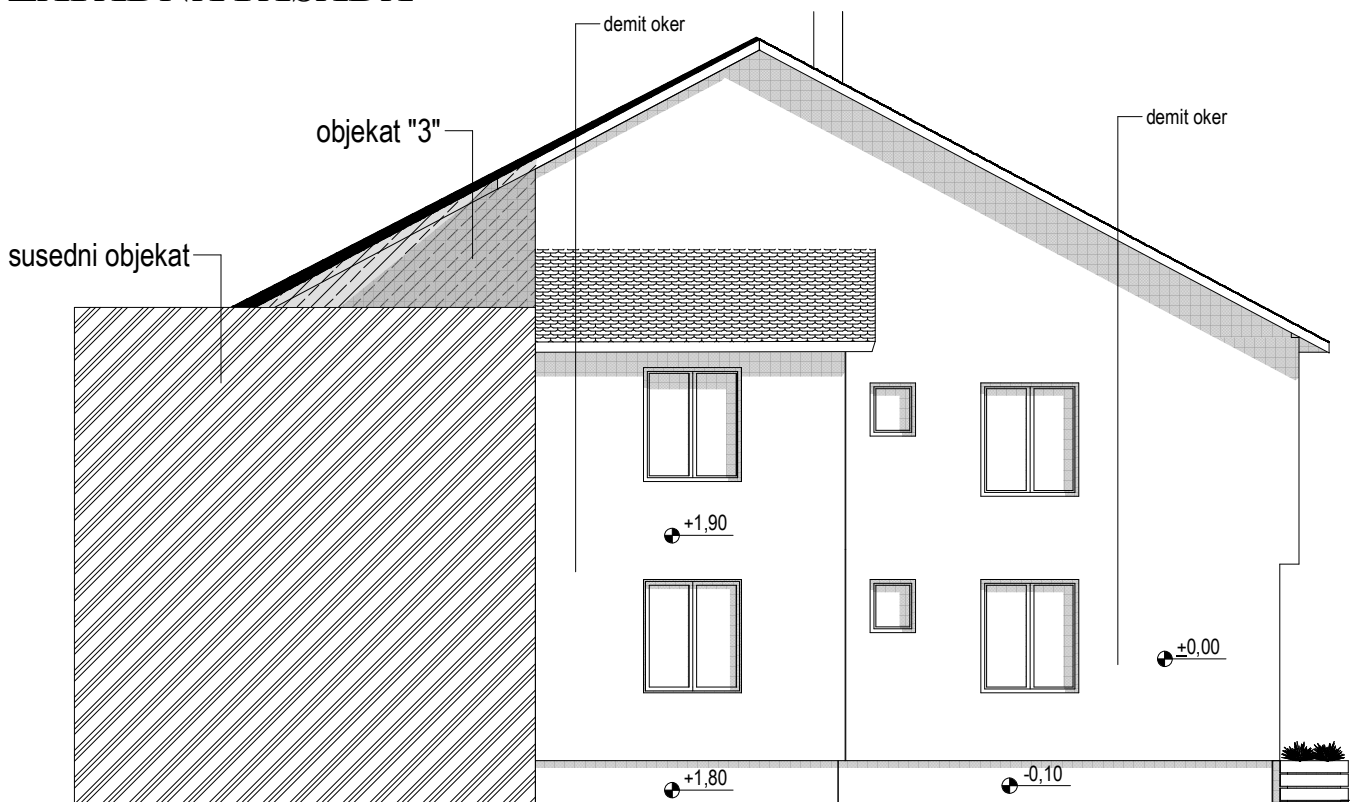 demit oker
demit oker
objekat "3"
susedni objekat
+1,90
±0,00
+1,80
-0,10